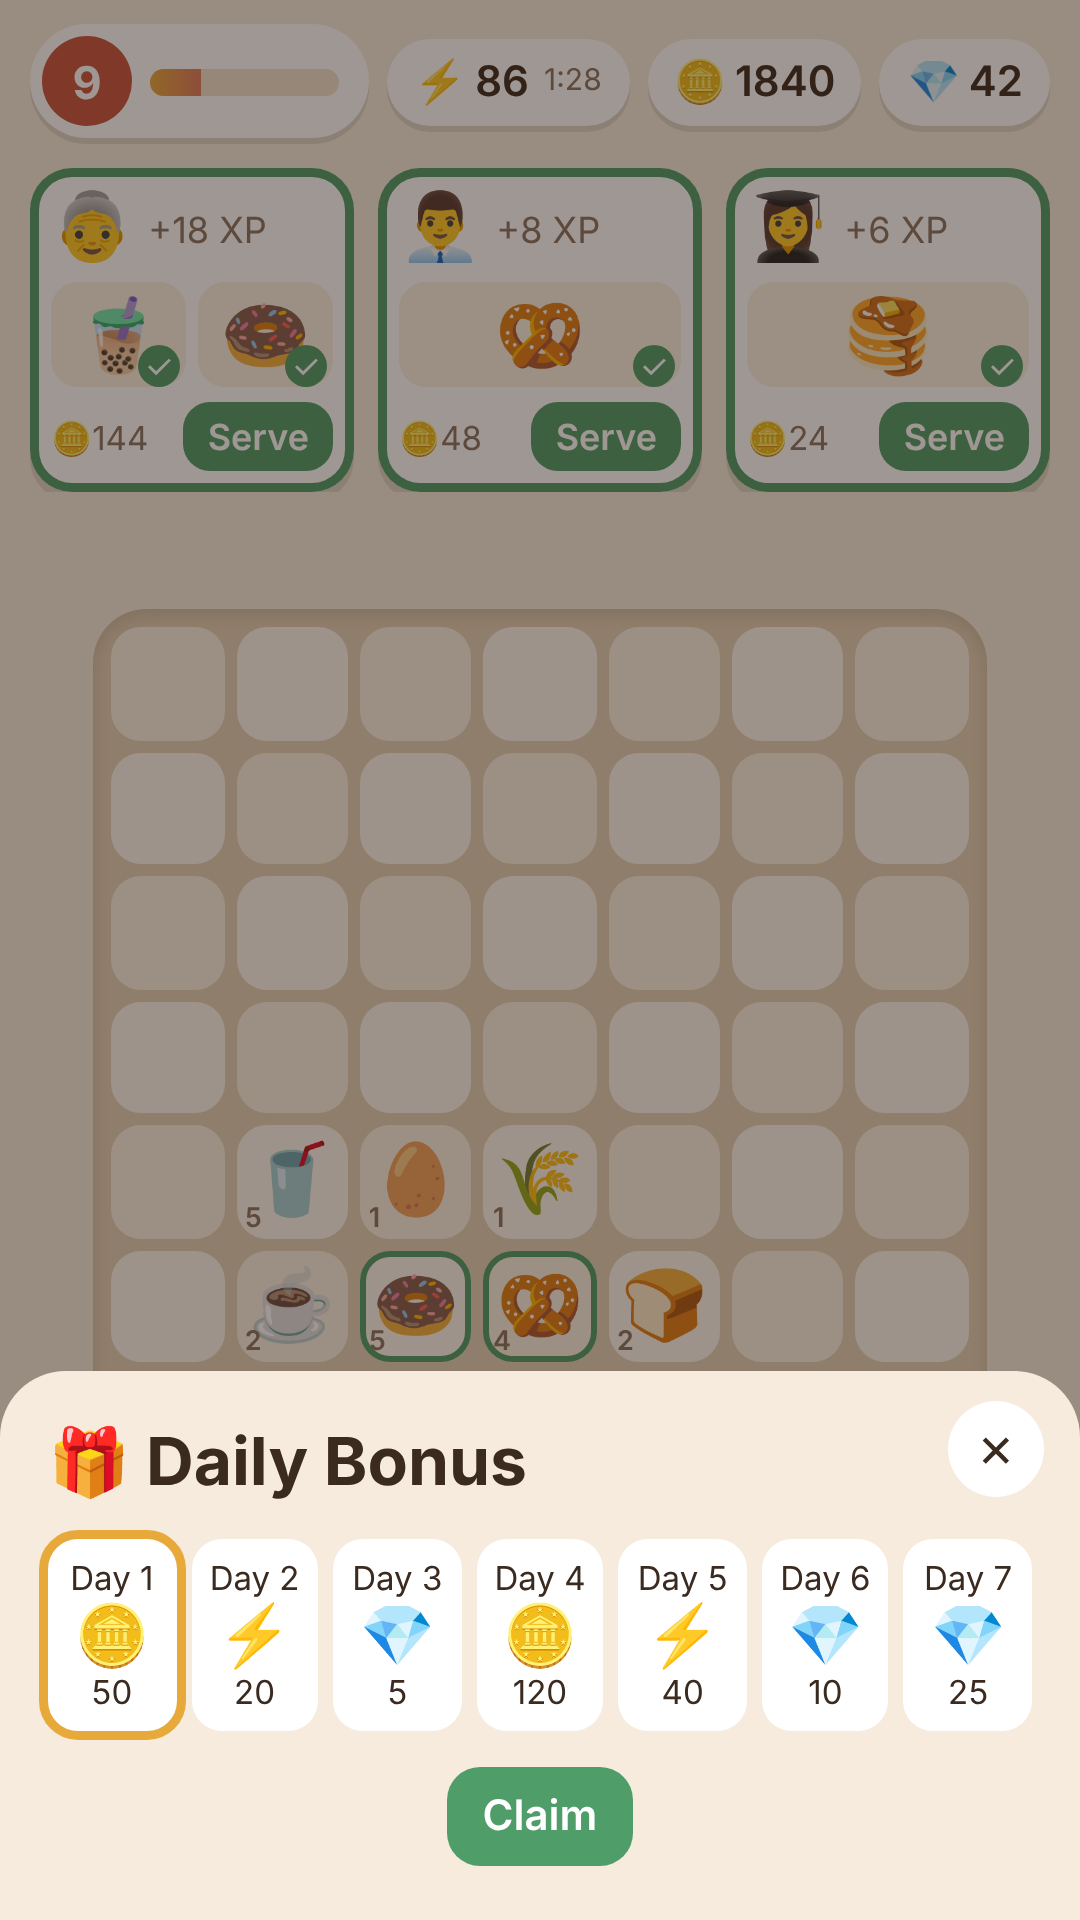 9
86 1:28
1840
42
+18 XP
+8 XP
+6 XP
144 Serve
48 Serve
24 Serve
5
1
1
2
5
4
2
Daily Bonus
Day 1
50
Day 2
20
Day 3
5
Day 4
120
Day 5
40
Day 6
10
Day 7
25
Claim